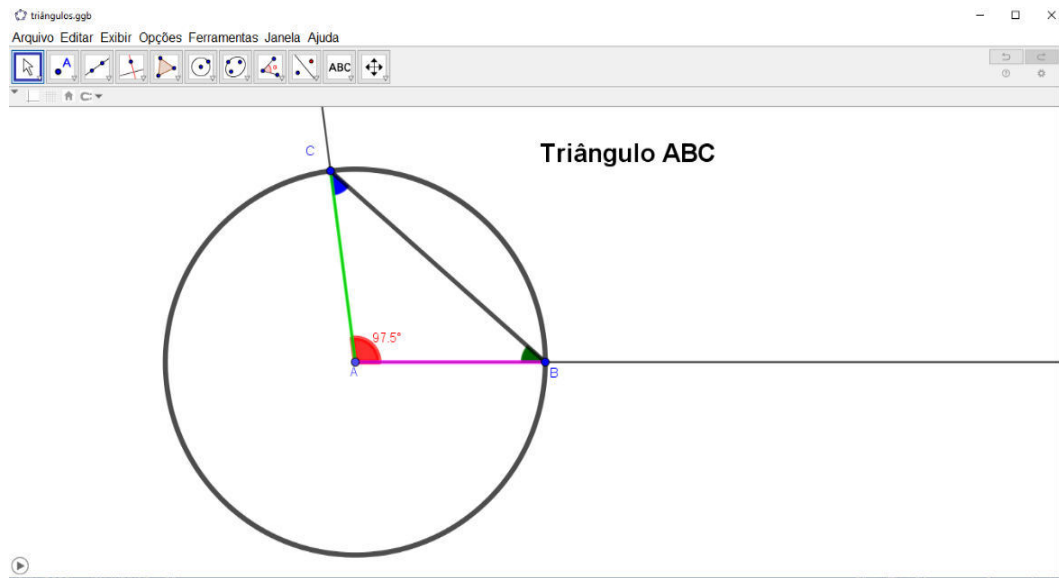 triângulos.ggb
Arquivo Editar Exibir Opções Ferramentas Janela Ajuda
A ABC
C
Triângulo ABC
97.5°
A
B